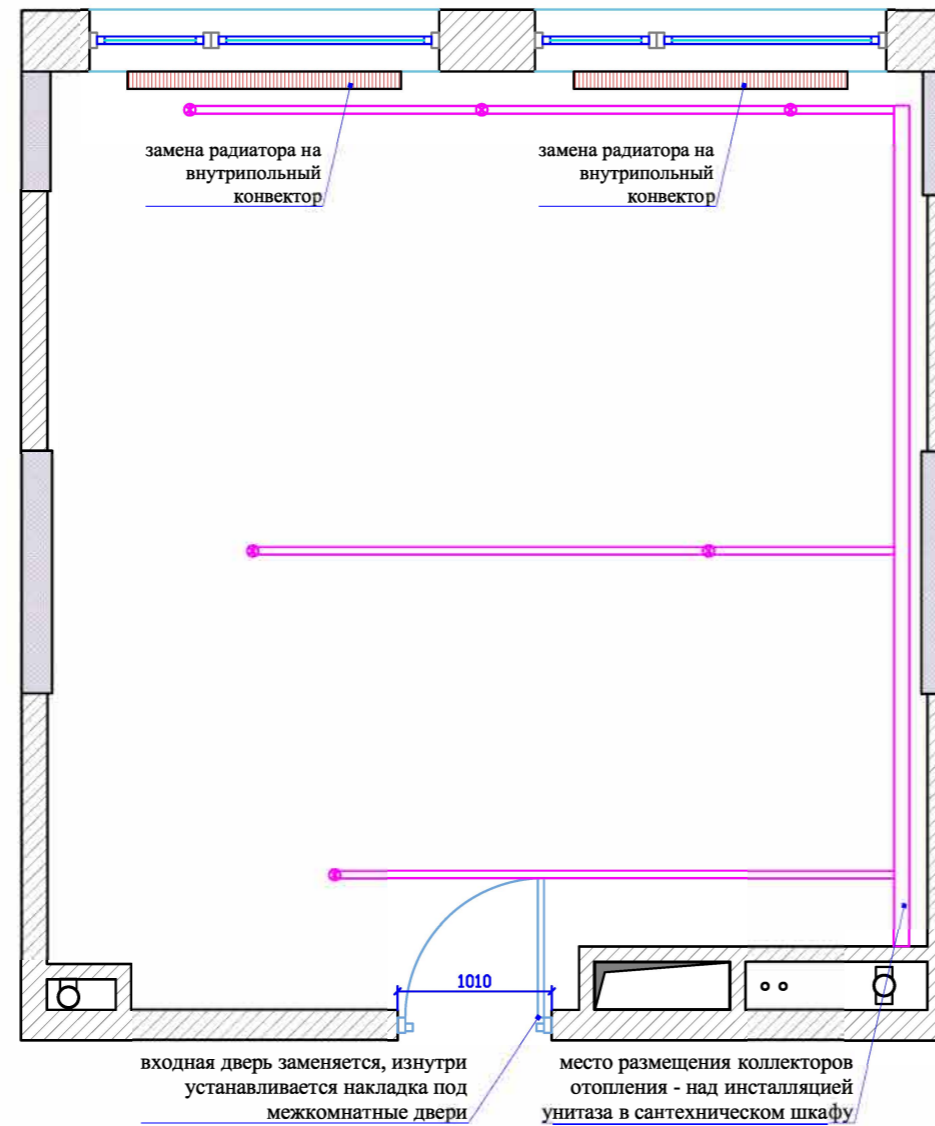 замена радиатора на
внутрипольный
конвектор
замена радиатора на
внутрипольный
конвектор
1010
входная дверь заменяется, изнутри
устанавливается накладка под
межкомнатные двери
место размещения коллекторов
отопления - над инсталляцией
унитаза в сантехническом шкафу